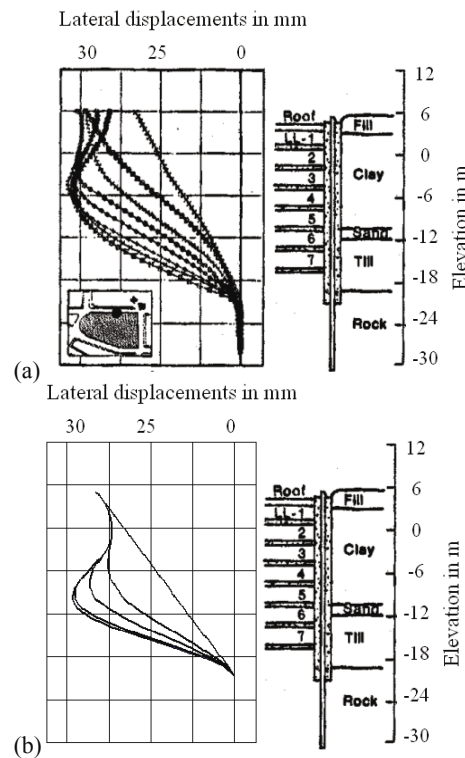 Lateral displacements in mm
30 25 0
12
6
0
-6
-12
-18
-24
-30
Elevation in m
Roof
LL-1
2
3
4
5
6
7
Fill
Clay
Sand
Till
Rock
(a)
Lateral displacements in mm
30 25 0
12
6
0
-6
-12
-18
-24
-30
Elevation in m
Roof
LL-1
2
3
4
5
6
7
Fill
Clay
Sand
Till
Rock
(b)